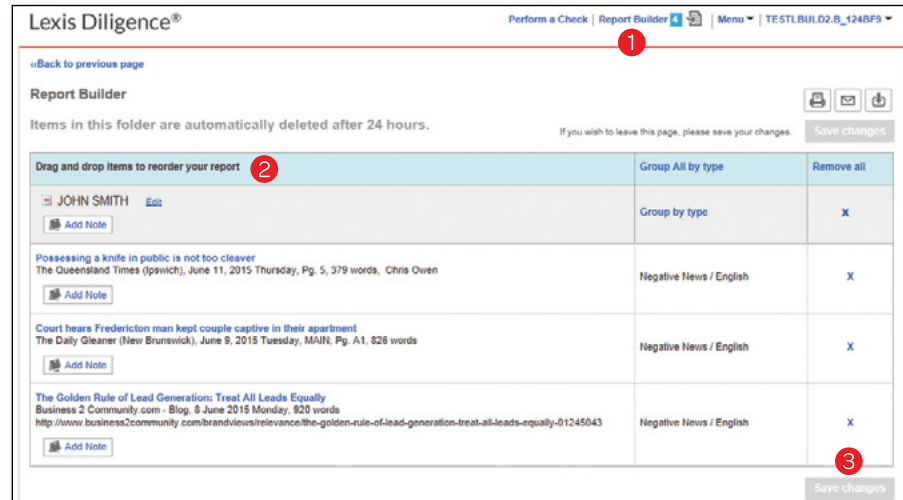 Lexis Diligence®
Perform a Check | Report Builder 4 | Menu | TESTLBUILD2.B_124BF9
1
«Back to previous page
Report Builder
Items in this folder are automatically deleted after 24 hours.
If you wish to leave this page, please save your changes.
Save changes
Drag and drop items to reorder your report 2
Group All by type
Remove all
JOHN SMITH Edit
Add Note
Group by type
x
Possessing a knife in public is not too cleaver
The Queensland Times (Ipswich), June 11, 2015 Thursday, Pg. 5, 379 words, Chris Owen
Add Note
Negative News / English
X
Court hears Fredericton man kept couple captive in their apartment
The Daily Gleaner (New Brunswick), June 9, 2015 Tuesday, MAIN; Pg. A1, 826 words
Add Note
Negative News / English
X
The Golden Rule of Lead Generation: Treat All Leads Equally
Business 2 Community.com - Blog, 8 June 2015 Monday, 920 words
http://www.business2community.com/brandviews/relevance/the-golden-rule-of-lead-generation-treat-all-leads-equally-01245043
Add Note
Negative News / English
X
3
Save changes